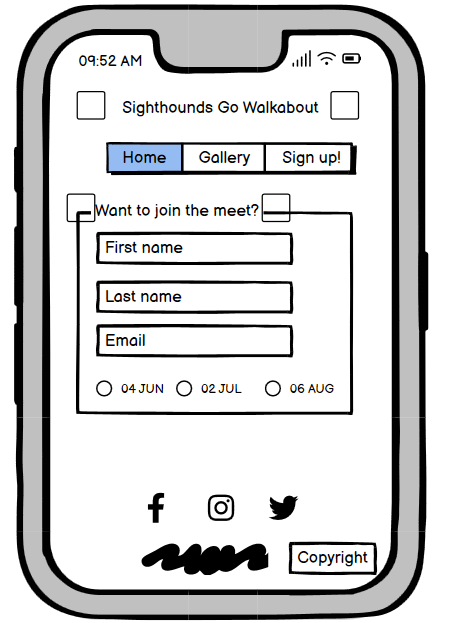 09:52 AM
Sighthounds Go Walkabout
Home Gallery Sign up!
Want to join the meet?
First name
Last name
Email
04 JUN 02 JUL 06 AUG
Copyright